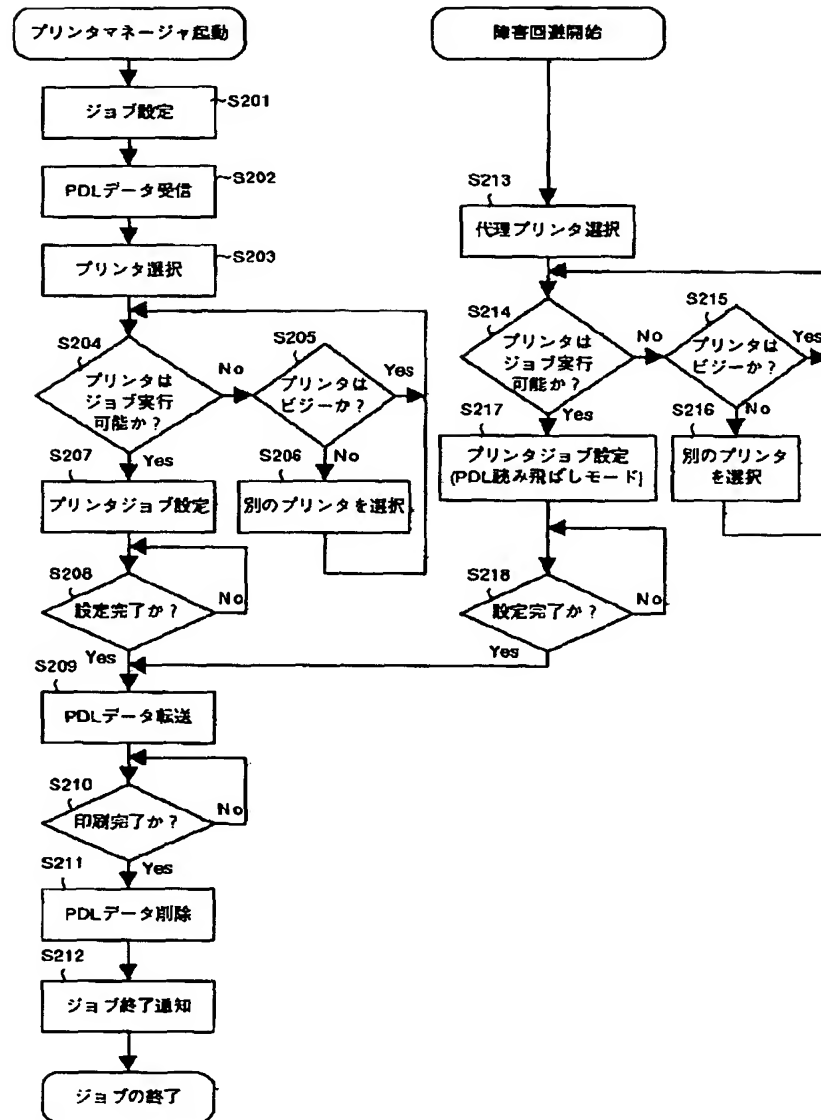 プリンタマネージャ起動
ジョブ設定
S201
PDLデータ受信
S202
プリンタ選択
S203
S204
プリンタは
ジョブ実行
可能か?
No
Yes
S205
プリンタは
ビジーか?
Yes
No
S206
別のプリンタを選択
S207
プリンタジョブ設定
S208
設定完了か?
No
Yes
S209
PDLデータ転送
S210
印刷完了か?
No
Yes
S211
PDLデータ削除
S212
ジョブ終了通知
ジョブの終了
障害回避開始
S213
代理プリンタ選択
S214
プリンタは
ジョブ実行
可能か?
No
Yes
S215
プリンタは
ビジーか?
Yes
No
S216
別のプリンタ
を選択
S217
プリンタジョブ設定
(PDL読み飛ばしモード)
S218
設定完了か?
No
Yes